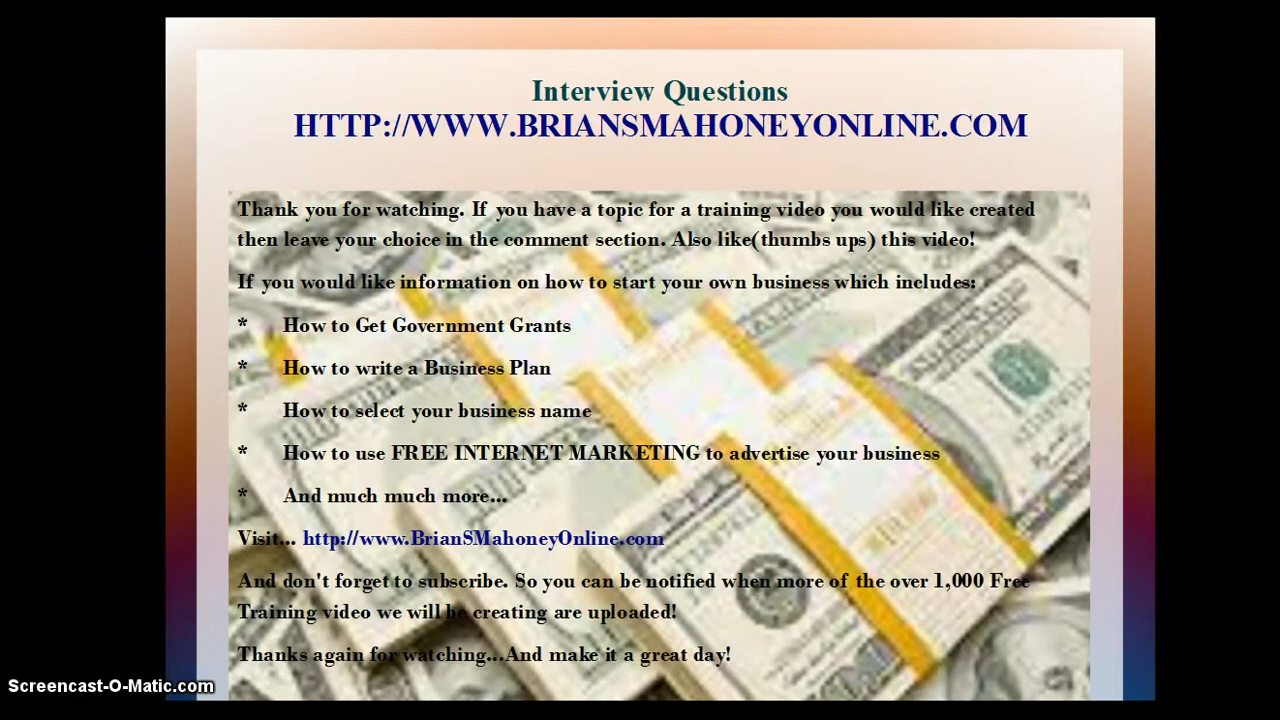 Interview Questions
HTTP://WWW.BRIANSMAHONEYONLINE.COM
Thank you for watching. If you have a topic for a training video you would like created
then leave your choice in the comment section. Also like(thumbs ups) this video!
If you would like information on how to start your own business which includes:
* How to Get Government Grants
* How to write a Business Plan
* How to select your business name
* How to use FREE INTERNET MARKETING to advertise your business
* And much much more...
Visit... http://www.BrianSMahoneyOnline.com
And don't forget to subscribe. So you can be notified when more of the over 1,000 Free
Training video we will be creating are uploaded!
Thanks again for watching...And make it a great day!
Screencast-O-Matic.com